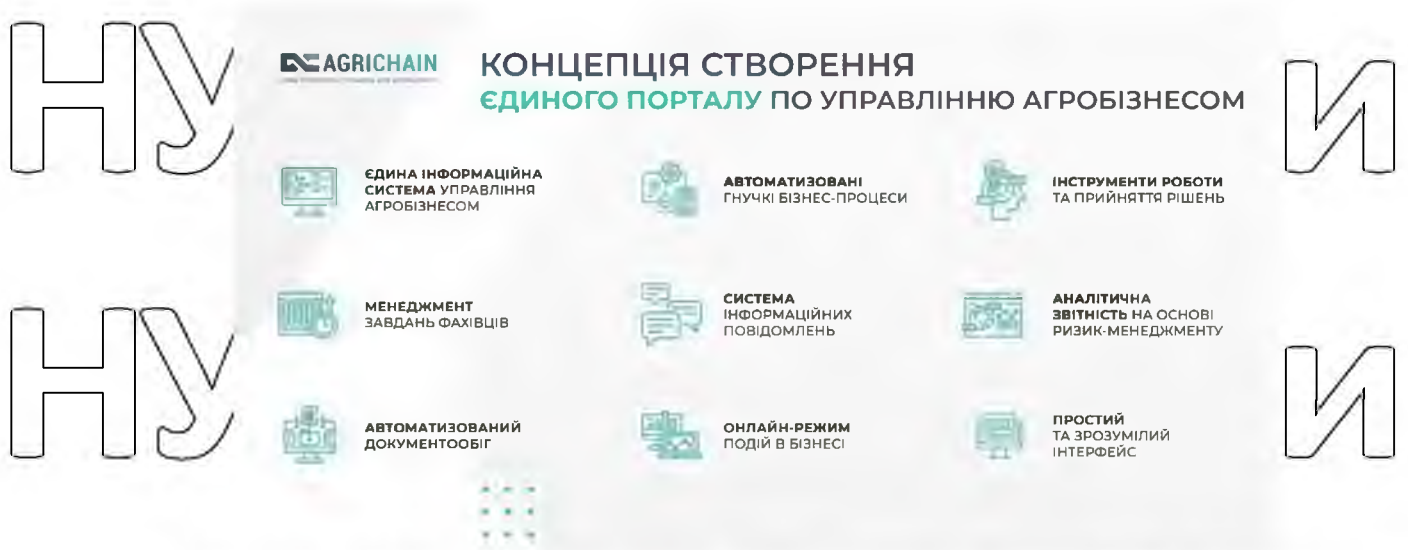 НУ
И
AGRICHAIN
КОНЦЕПЦІЯ СТВОРЕННЯ
ЄДИНОГО ПОРТАЛУ ПО УПРАВЛІННЮ АГРОБІЗНЕСОМ
ЄДИНА ІНФОРМАЦІЙНА
СИСТЕМА УПРАВЛІННЯ
АГРОБІЗНЕСОМ
АВТОМАТИЗОВАНІ
ГНУЧКІ БІЗНЕС-ПРОЦЕСИ
ІНСТРУМЕНТИ РОБОТИ
ТА ПРИЙНЯТТЯ РІШЕНЬ
МЕНЕДЖМЕНТ
ЗАВДАНЬ ФАХІВЦІВ
СИСТЕМА
ІНФОРМАЦІЙНИХ
ПОВІДОМЛЕНЬ
АНАЛІТИЧНА
ЗВІТНІСТЬ НА ОСНОВІ
РИЗИК-МЕНЕДЖМЕНТУ
НУ
И
АВТОМАТИЗОВАНИЙ
ДОКУМЕНТООБІГ
ОНЛАЙН-РЕЖИМ
ПОДІЙ В БІЗНЕСІ
ПРОСТИЙ
ТА ЗРОЗУМІЛИЙ
ІНТЕРФЕЙС